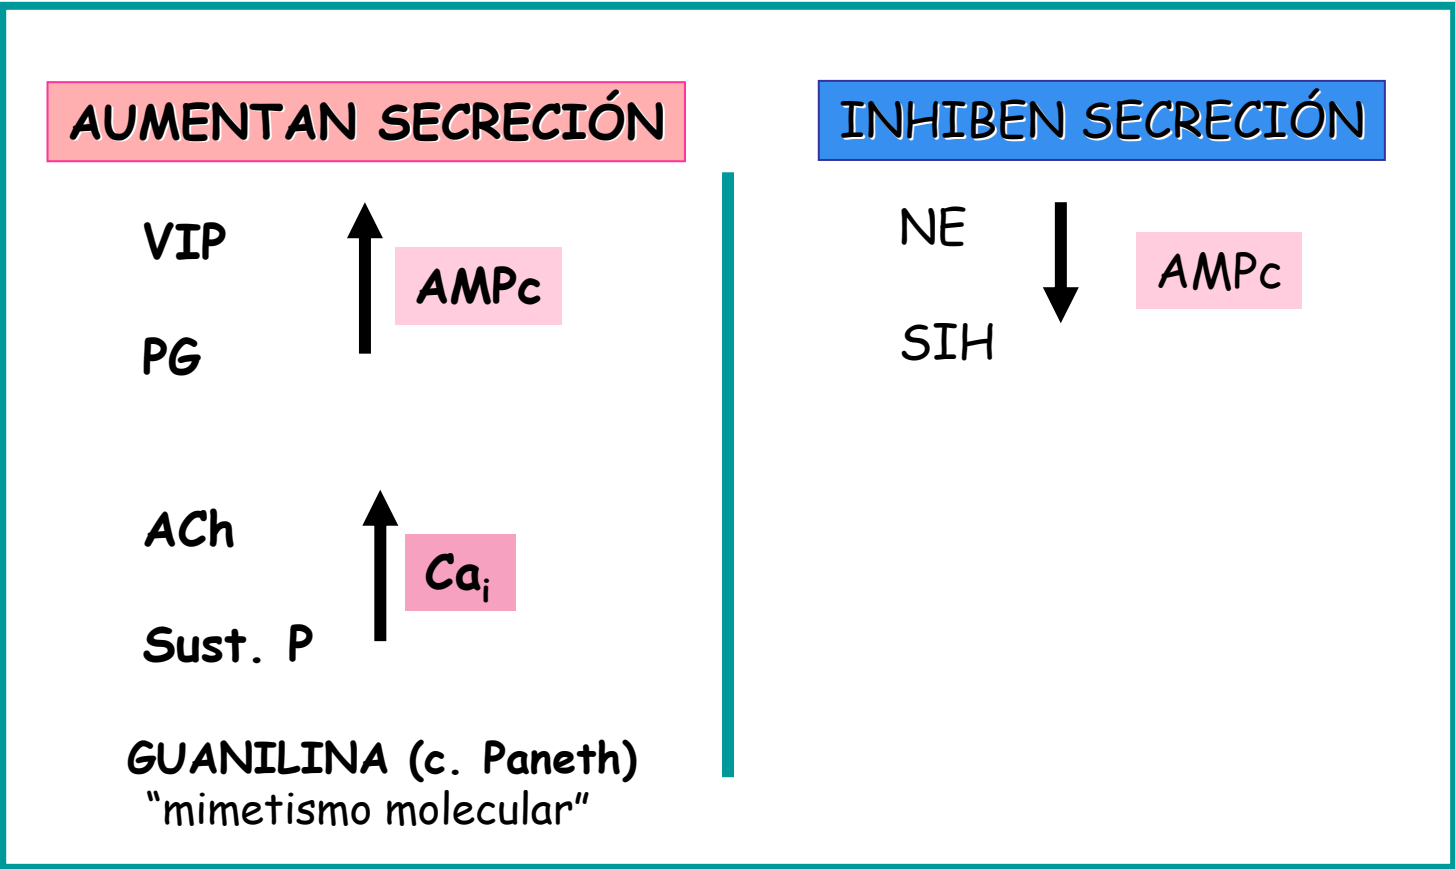 AUMENTAN SECRECIÓN
VIP
AMPc
PG
ACh
Cai
Sust. P
GUANILINA (c. Paneth)
“mimetismo molecular”
INHIBEN SECRECIÓN
NE
AMPc
SIH